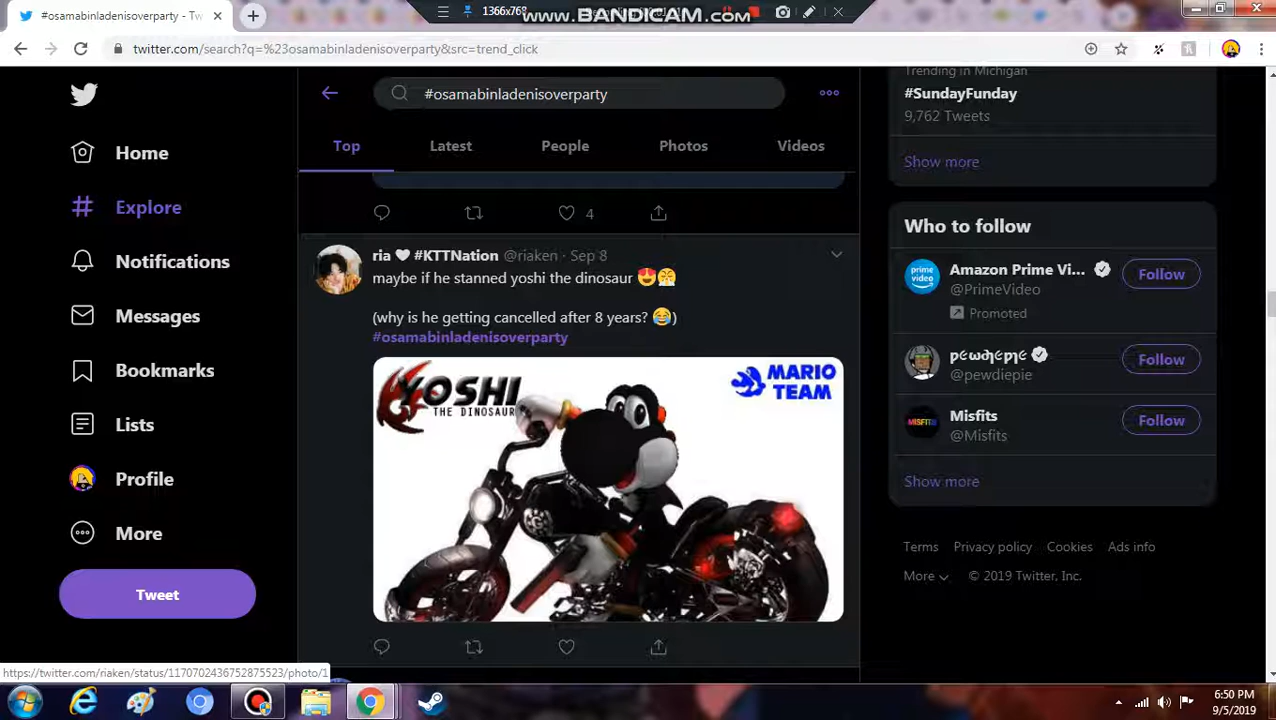 #osamabinladenisoverparty - Tw
1366x768
www.BANDICAM.com
twitter.com/search?q=%23osamabinladenisoverparty&src=trend_click
#osamabinladenisoverparty
Top
Latest
People
Photos
Videos
Home
Explore
Notifications
Messages
Bookmarks
Lists
Profile
More
Tweet
4
ria 🖤 #KTTNation @riaken · Sep 8
maybe if he stanned yoshi the dinosaur 😍😤
(why is he getting cancelled after 8 years? 😂)
#osamabinladenisoverparty
YOSHI
THE DINOSAUR
MARIO
TEAM
Trending in Michigan
#SundayFunday
9,762 Tweets
Show more
Who to follow
prime
video
Amazon Prime Vi...
@PrimeVideo
Promoted
Follow
@pewdiepie
Follow
MISFITS
Misfits
@Misfits
Follow
Show more
Terms
Privacy policy
Cookies
Ads info
More
© 2019 Twitter, Inc.
https://twitter.com/riaken/status/1170702436752875523/photo/1
6:50 PM
9/5/2019